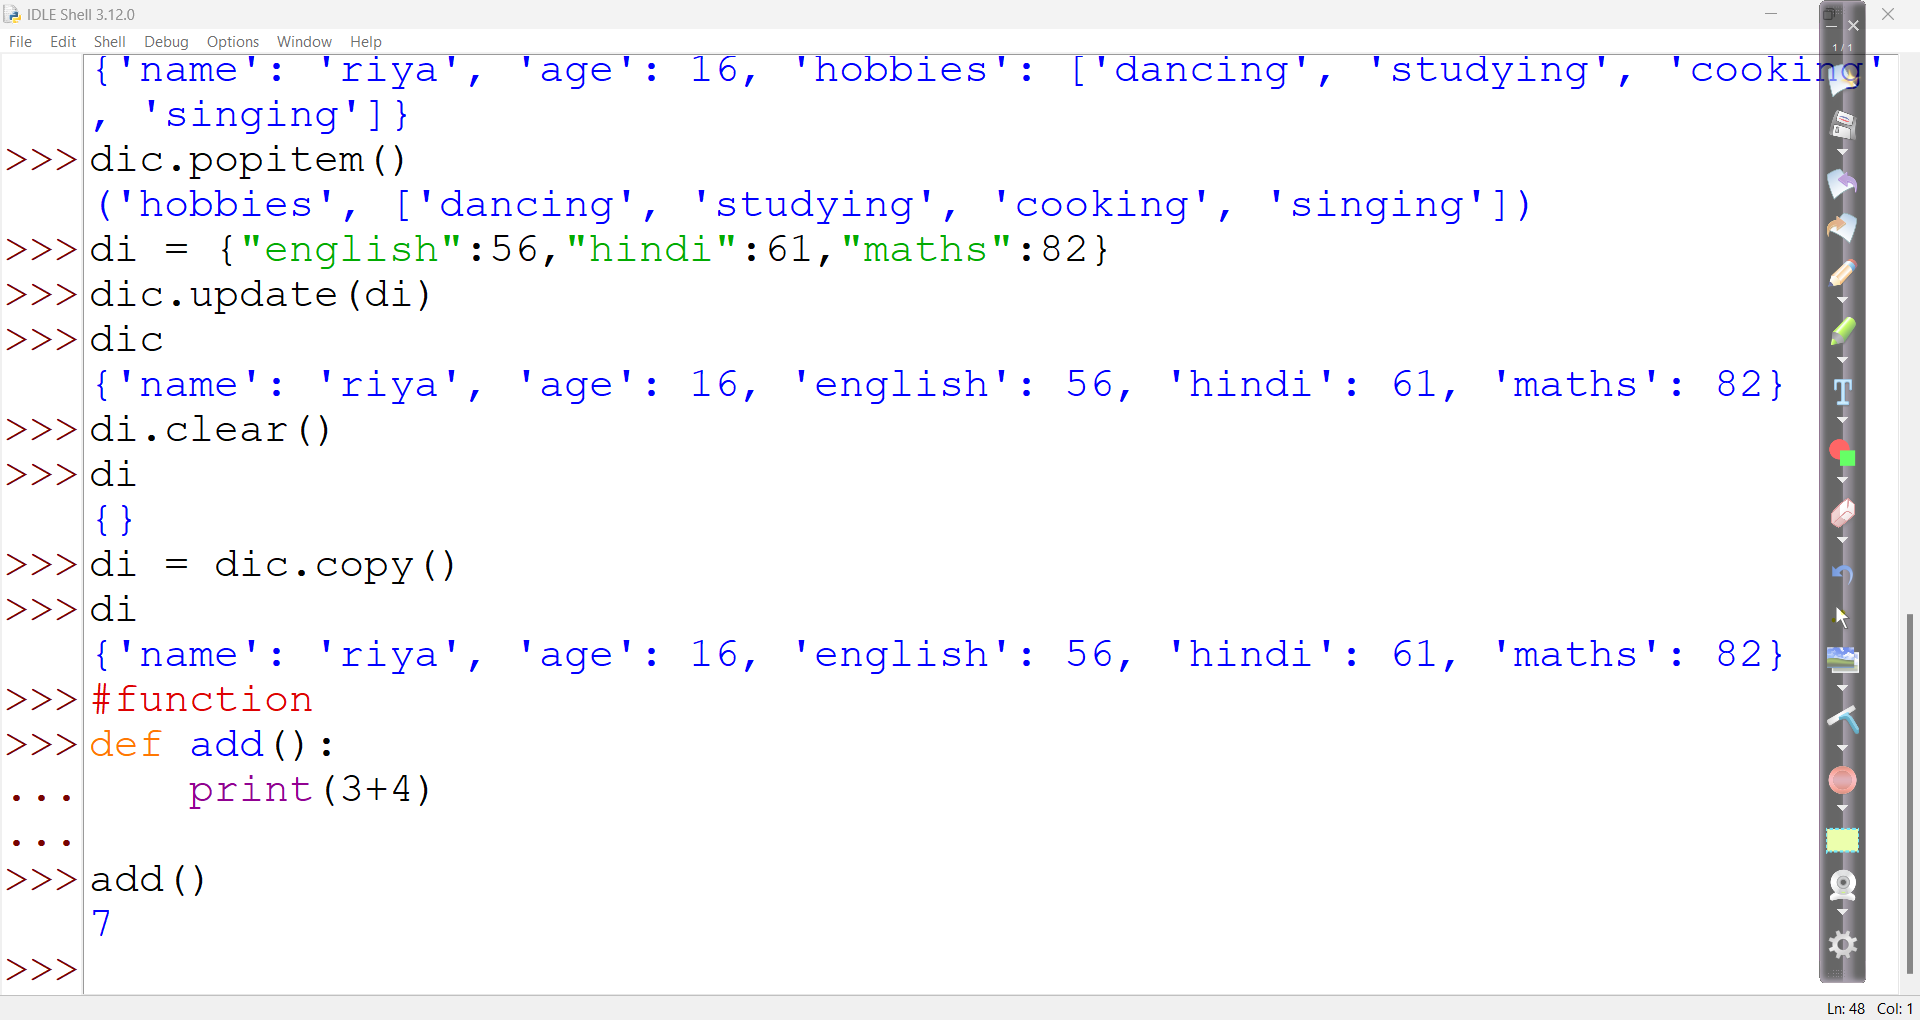 IDLE Shell 3.12.0
File Edit Shell Debug Options Window Help
1/1
{'name': 'riya', 'age': 16, 'hobbies': ['dancing', 'studying', 'cooking'
, 'singing']}
>>> dic.popitem()
('hobbies', ['dancing', 'studying', 'cooking', 'singing'])
>>> di = {"english":56,"hindi":61,"maths":82}
>>> dic.update(di)
>>> dic
{'name': 'riya', 'age': 16, 'english': 56, 'hindi': 61, 'maths': 82}
>>> di.clear()
>>> di
{}
>>> di = dic.copy()
>>> di
{'name': 'riya', 'age': 16, 'english': 56, 'hindi': 61, 'maths': 82}
>>> #function
>>> def add():
...     print(3+4)
...
>>> add()
7
>>>
T
Ln: 48 Col: 1